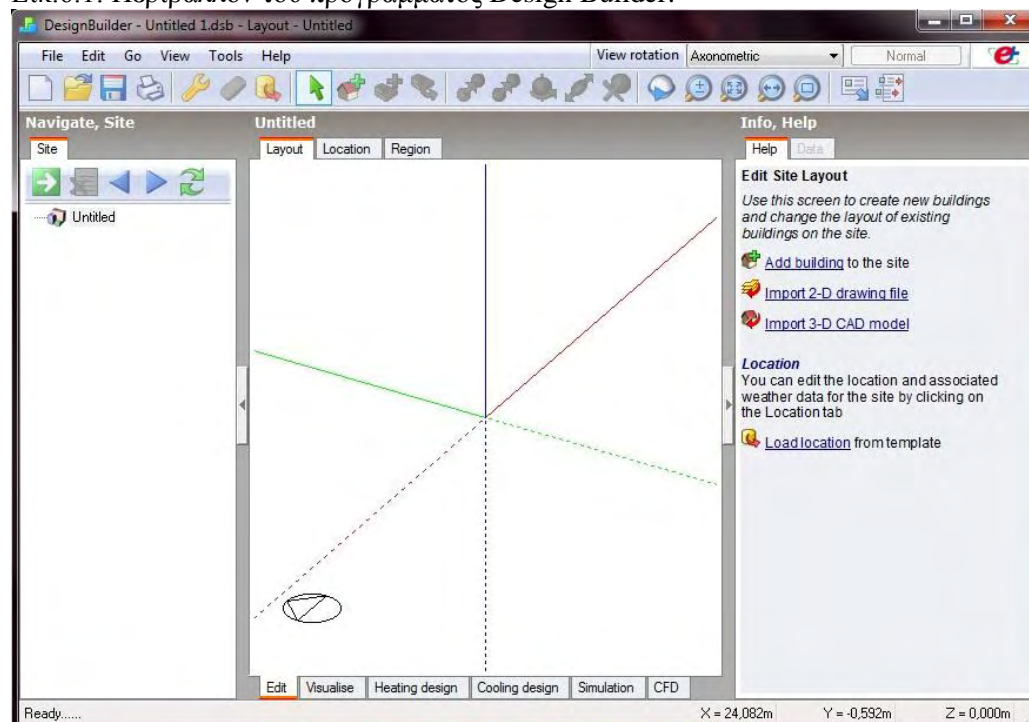 Εικ.6.1: Περιβάλλον του προγράμματος Design Builder.
DesignBuilder - Untitled 1.dsb - Layout - Untitled
File Edit Go View Tools Help
View rotation Axonometric Normal
Navigate, Site
Untitled
Info, Help
Site
Layout Location Region
Help Data
Edit Site Layout
Use this screen to create new buildings
and change the layout of existing
buildings on the site.
Untitled
Add building to the site
Import 2-D drawing file
Import 3-D CAD model
Location
You can edit the location and associated
weather data for the site by clicking on
the Location tab
Load location from template
Edit Visualise Heating design Cooling design Simulation CFD
Ready......
X = 24,082m Y = -0,592m Z = 0,000m